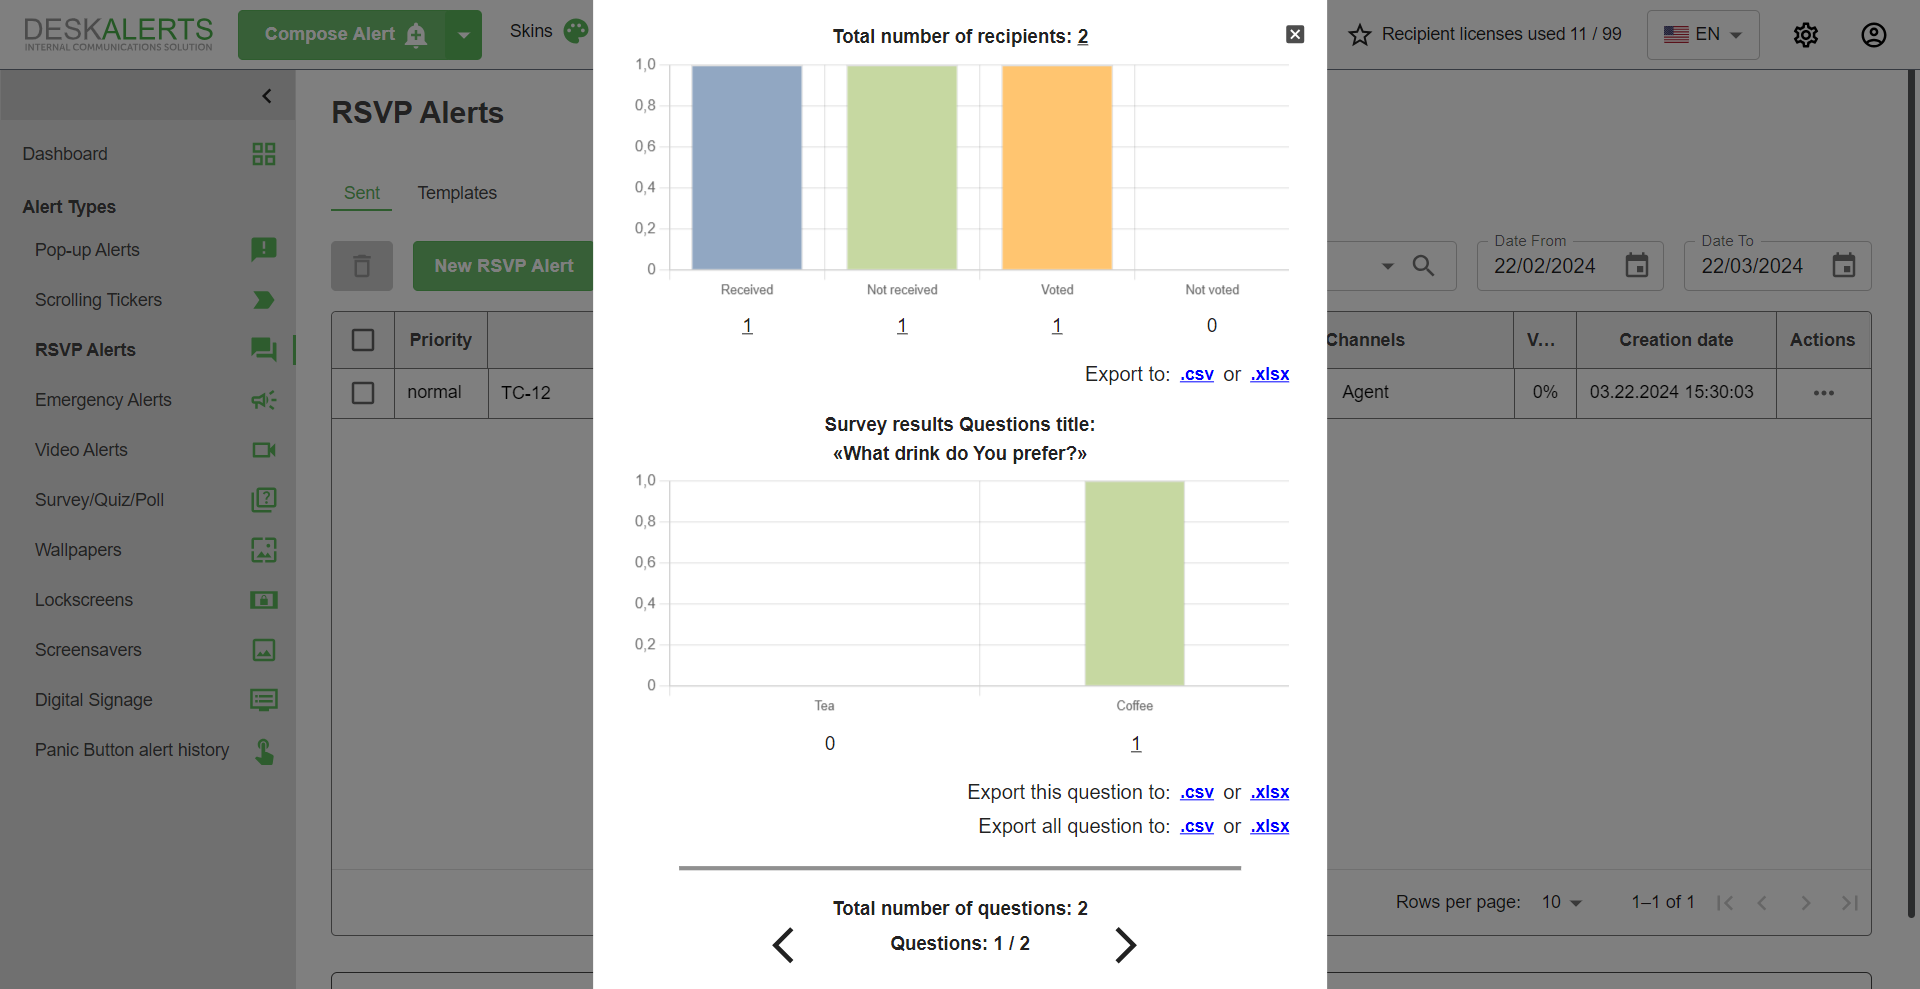 DESKALERTS
INTERNAL COMMUNICATIONS SOLUTION
Compose Alert
Skins
Recipient licenses used 11 / 99
EN
Dashboard
Alert Types
Pop-up Alerts
Scrolling Tickers
RSVP Alerts
Emergency Alerts
Video Alerts
Survey/Quiz/Poll
Wallpapers
Lockscreens
Screensavers
Digital Signage
Panic Button alert history
RSVP Alerts
Sent Templates
New RSVP Alert
Date From
22/02/2024
Date To
22/03/2024
Priority Channels V... Creation date Actions
normal TC-12 Agent 0% 03.22.2024 15:30:03
Rows per page: 10 1–1 of 1
Total number of recipients: 2
1,0
0,8
0,6
0,4
0,2
0
Received Not received Voted Not voted
1 1 1 0
Export to: .csv or .xlsx
Survey results Questions title:
«What drink do You prefer?»
1,0
0,8
0,6
0,4
0,2
0
Tea Coffee
0 1
Export this question to: .csv or .xlsx
Export all question to: .csv or .xlsx
Total number of questions: 2
Questions: 1 / 2